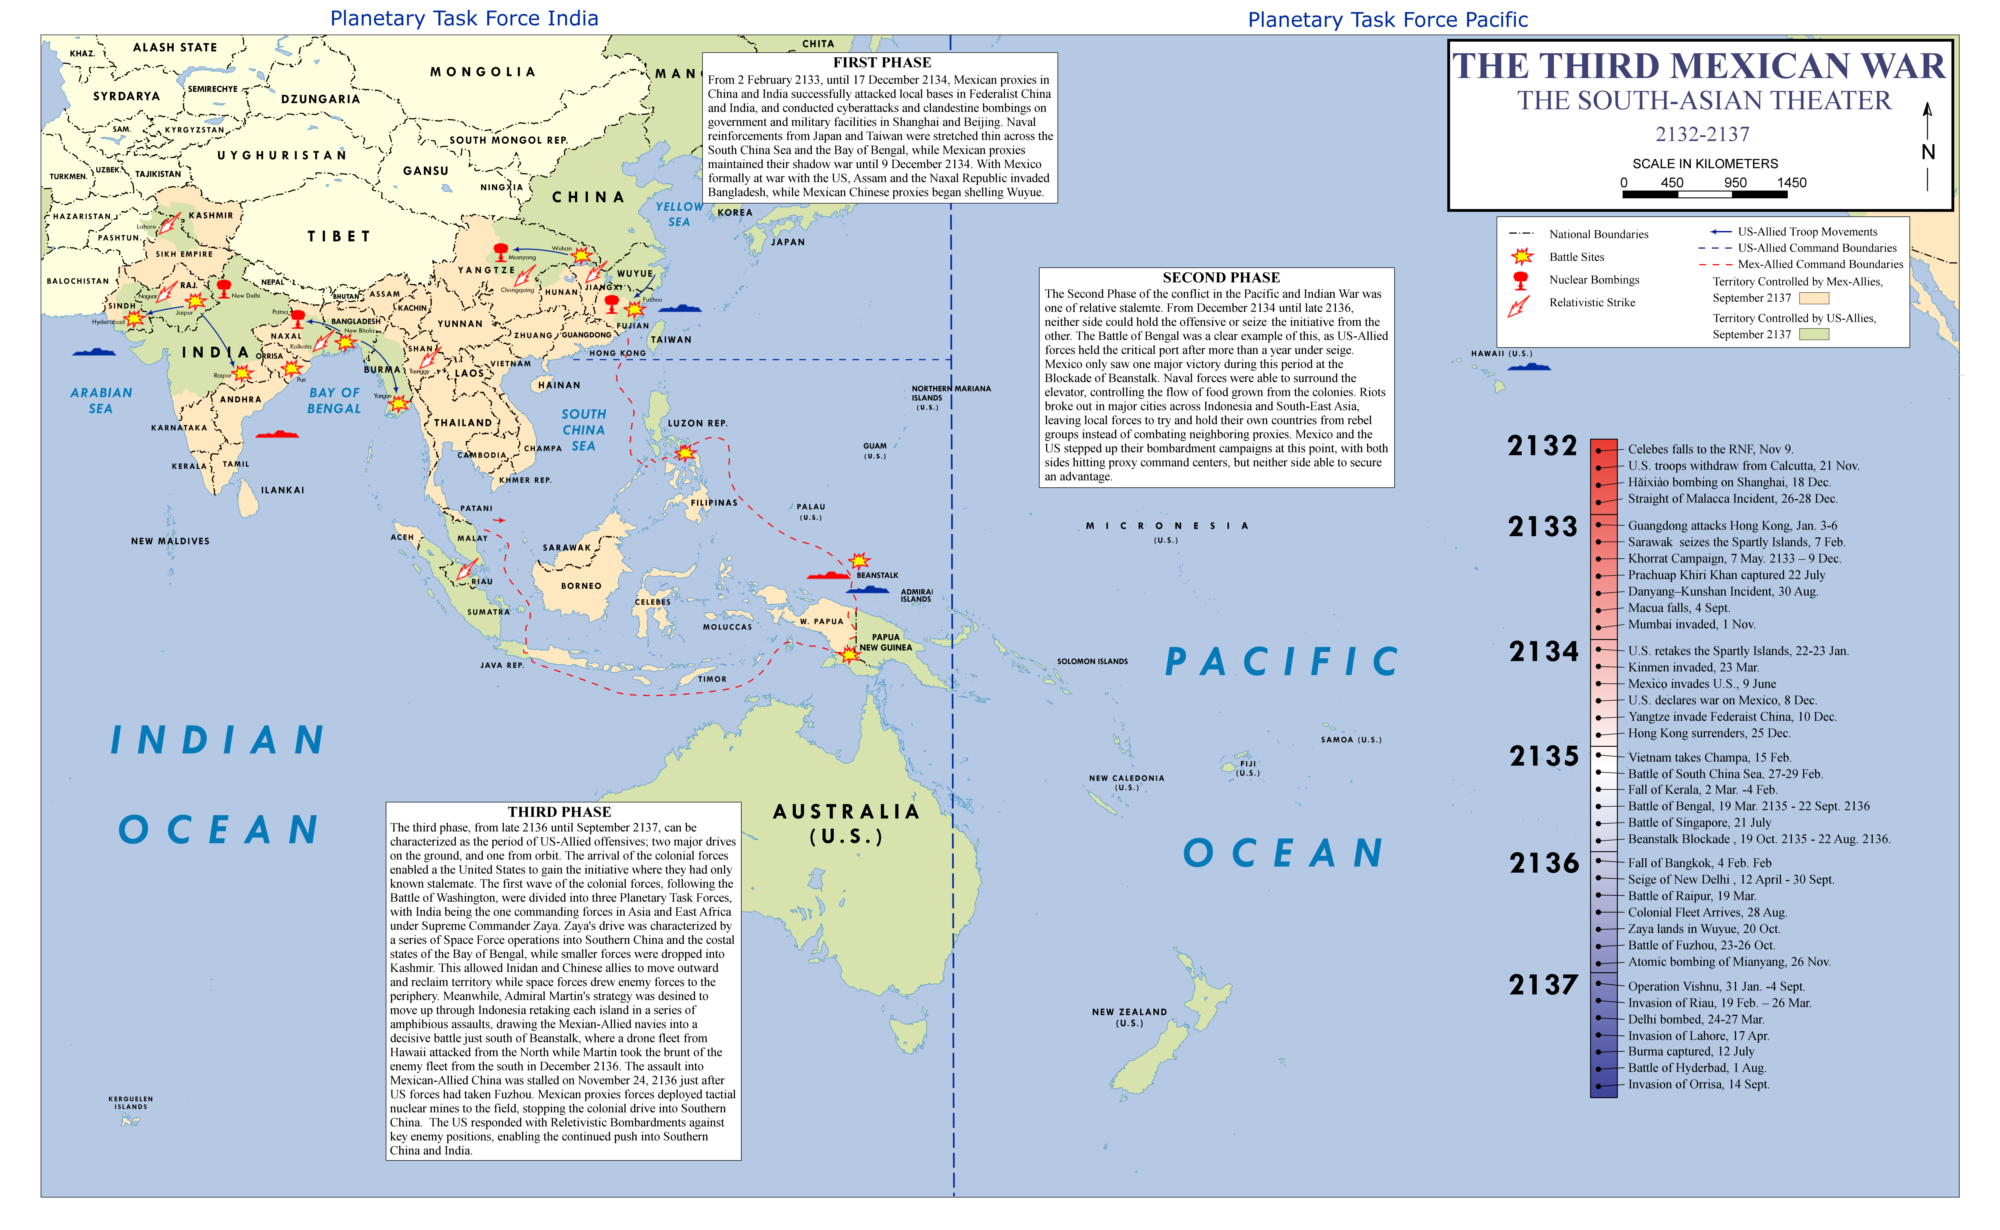 Planetary Task Force India
Planetary Task Force Pacific
THE THIRD MEXICAN WAR
THE SOUTH-ASIAN THEATER
2132-2137
SCALE IN KILOMETERS
0 450 950 1450
N
National Boundaries
Battle Sites
Nuclear Bombings
Relativistic Strike
US-Allied Troop Movements
US-Allied Command Boundaries
Mex-Allied Command Boundaries
Territory Controlled by Mex-Allies,
September 2137
Territory Controlled by US-Allies,
September 2137
FIRST PHASE
From 2 February 2133, until 17 December 2134, Mexican proxies in
China and India successfully attacked local bases in Federalist China
and India, and conducted cyberattacks and clandestine bombings on
government and military facilities in Shanghai and Beijing. Naval
reinforcements from Japan and Taiwan were stretched thin across the
South China Sea and the Bay of Bengal, while Mexican proxies
maintained their shadow war until 9 December 2134. With Mexico
formally at war with the US, Assam and the Naxal Republic invaded
Bangladesh, while Mexican Chinese proxies began shelling Wuyue.
SECOND PHASE
The Second Phase of the conflict in the Pacific and Indian War was
one of relative stalemte. From December 2134 until late 2136,
neither side could hold the offensive or seize the initiative from the
other. The Battle of Bengal was a clear example of this, as US-Allied
forces held the critical port after more than a year under seige.
Mexico only saw one major victory during this period at the
Blockade of Beanstalk. Naval forces were able to surround the
elevator, controlling the flow of food grown from the colonies. Riots
broke out in major cities across Indonesia and South-East Asia,
leaving local forces to try and hold their own countries from rebel
groups instead of combating neighboring proxies. Mexico and the
US stepped up their bombardment campaigns at this point, with both
sides hitting proxy command centers, but neither side able to secure
an advantage.
THIRD PHASE
The third phase, from late 2136 until September 2137, can be
characterized as the period of US-Allied offensives; two major drives
on the ground, and one from orbit. The arrival of the colonial forces
enabled a the United States to gain the initiative where they had only
known stalemate. The first wave of the colonial forces, following the
Battle of Washington, were divided into three Planetary Task Forces,
with India being the one commanding forces in Asia and East Africa
under Supreme Commander Zaya. Zaya's drive was characterized by
a series of Space Force operations into Southern China and the costal
states of the Bay of Bengal, while smaller forces were dropped into
Kashmir. This allowed Inidan and Chinese allies to move outward
and reclaim territory while space forces drew enemy forces to the
periphery. Meanwhile, Admiral Martin's strategy was desined to
move up through Indonesia retaking each island in a series of
amphibious assaults, drawing the Mexian-Allied navies into a
decisive battle just south of Beanstalk, where a drone fleet from
Hawaii attacked from the North while Martin took the brunt of the
enemy fleet from the south in December 2136. The assault into
Mexican-Allied China was stalled on November 24, 2136 just after
US forces had taken Fuzhou. Mexican proxies forces deployed tactial
nuclear mines to the field, stopping the colonial drive into Southern
China. The US responded with Reletivistic Bombardments against
key enemy positions, enabling the continued push into Southern
China and India.
2132
Celebes falls to the RNF, Nov 9.
U.S. troops withdraw from Calcutta, 21 Nov.
Hǎixiào bombing on Shanghai, 18 Dec.
Straight of Malacca Incident, 26-28 Dec.
2133
Guangdong attacks Hong Kong, Jan. 3-6
Sarawak seizes the Spartly Islands, 7 Feb.
Khorrat Campaign, 7 May. 2133 – 9 Dec.
Prachuap Khiri Khan captured 22 July
Danyang–Kunshan Incident, 30 Aug.
Macua falls, 4 Sept.
Mumbai invaded, 1 Nov.
2134
U.S. retakes the Spartly Islands, 22-23 Jan.
Kinmen invaded, 23 Mar.
Mexico invades U.S., 9 June
U.S. declares war on Mexico, 8 Dec.
Yangtze invade Federaist China, 10 Dec.
Hong Kong surrenders, 25 Dec.
2135
Vietnam takes Champa, 15 Feb.
Battle of South China Sea, 27-29 Feb.
Fall of Kerala, 2 Mar. -4 Feb.
Battle of Bengal, 19 Mar. 2135 - 22 Sept. 2136
Battle of Singapore, 21 July
Beanstalk Blockade , 19 Oct. 2135 - 22 Aug. 2136.
2136
Fall of Bangkok, 4 Feb. Feb
Seige of New Delhi , 12 April - 30 Sept.
Battle of Raipur, 19 Mar.
Colonial Fleet Arrives, 28 Aug.
Zaya lands in Wuyue, 20 Oct.
Battle of Fuzhou, 23-26 Oct.
Atomic bombing of Mianyang, 26 Nov.
2137
Operation Vishnu, 31 Jan. -4 Sept.
Invasion of Riau, 19 Feb. – 26 Mar.
Delhi bombed, 24-27 Mar.
Invasion of Lahore, 17 Apr.
Burma captured, 12 July
Battle of Hyderbad, 1 Aug.
Invasion of Orrisa, 14 Sept.
KHAZ.
ALASH STATE
CHITA
MONGOLIA
MAN
SYRDARYA
SEMIRECHYE
DZUNGARIA
SAM.
KYRGYZSTAN
SOUTH MONGOL REP.
UYGHURISTAN
TURKMEN.
UZBEK.
TAJIKISTAN
GANSU
NINGXIA
CHINA
YELLOW
SEA
KOREA
JAPAN
HAZARISTAN
KASHMIR
Lahore
PASHTUN
TIBET
SIKH EMPIRE
Wuhan
Mianyang
YANGTZE
WUYUE
BALOCHISTAN
RAJ.
NEPAL
Nagaur
New Delhi
BHUTAN
ASSAM
Chongqing
HUNAN
JIANGXI
Fuzhou
SINDH
Jaipur
Patna
KACHIN
Hyderabad
BANGLADESH
New Bhola
YUNNAN
ZHUANG
GUANGDONG
FUJIAN
NAXAL
Kolkata
TAIWAN
INDIA
ORRISA
SHAN
Taunggy
VIETNAM
HONG KONG
Raipur
Puri
BURMA
LAOS
HAINAN
ARABIAN
SEA
BAY OF
BENGAL
Yangon
ANDHRA
SOUTH
CHINA
SEA
NORTHERN MARIANA
ISLANDS
(U.S.)
HAWAII (U.S.)
KARNATAKA
THAILAND
LUZON REP.
GUAM
(U.S.)
KERALA
TAMIL
CAMBODIA
CHAMPA
KHMER REP.
ILANKAI
FILIPINAS
PALAU
(U.S.)
PATANI
MICRONESIA
(U.S.)
NEW MALDIVES
ACEH
MALAY
SARAWAK
RIAU
BORNEO
BEANSTALK
ADMIRAL
ISLANDS
CELEBES
SUMATRA
MOLUCCAS
W. PAPUA
PAPUA
NEW GUINEA
JAVA REP.
TIMOR
SOLOMON ISLANDS
PACIFIC
OCEAN
INDIAN
OCEAN
SAMOA (U.S.)
FIJI
(U.S.)
NEW CALEDONIA
(U.S.)
AUSTRALIA
(U.S.)
NEW ZEALAND
(U.S.)
KERGUELEN
ISLANDS